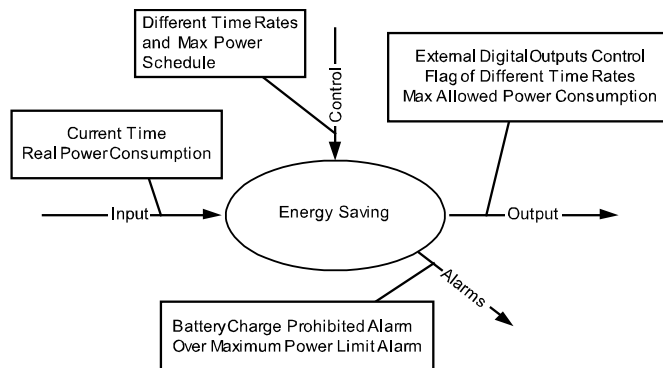 Different Time Rates
and Max Power
Schedule
Control
External Digital Outputs Control
Flag of Different Time Rates
Max Allowed Power Consumption
Current Time
Real Power Consumption
Input
Energy Saving
Output
Alarms
Battery Charge Prohibited Alarm
Over Maximum Power Limit Alarm